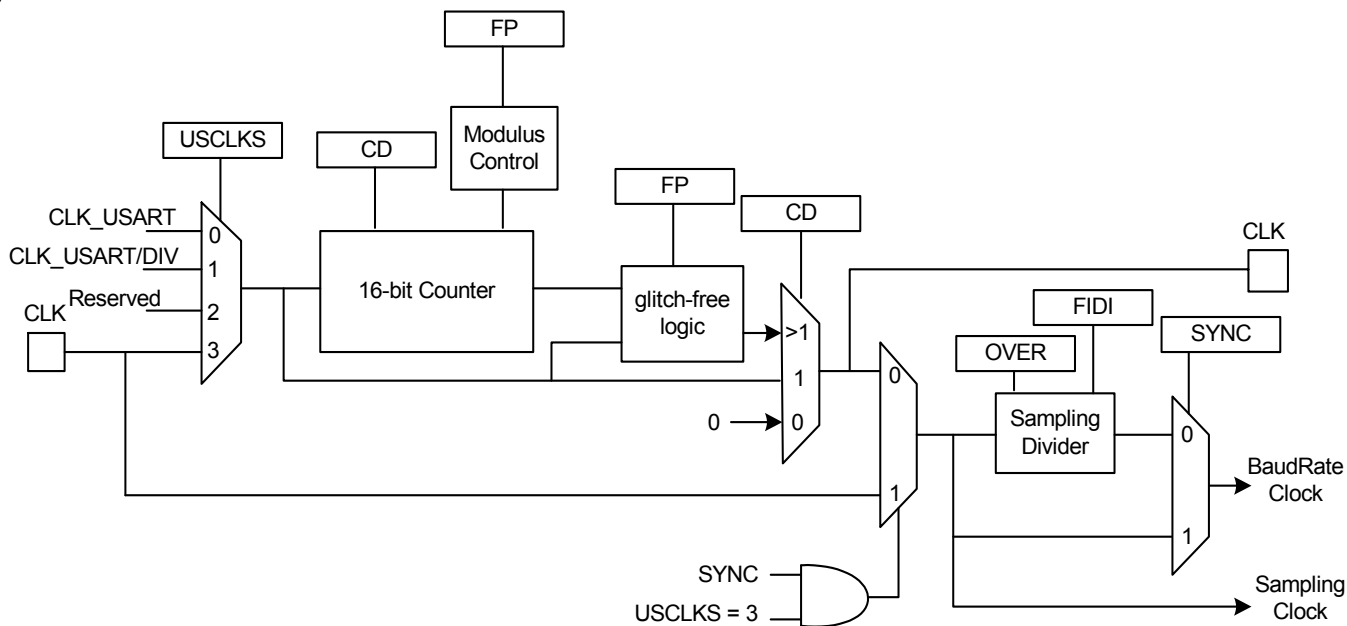 FP
Modulus
Control
USCLKS
CD
FP
CD
CLK_USART
0
CLK_USART/DIV
1
Reserved
2
CLK
3
16-bit Counter
glitch-free
logic
>1
1
0
0
CLK
FIDI
OVER
SYNC
0
1
Sampling
Divider
0
1
BaudRate
Clock
SYNC
USCLKS = 3
Sampling
Clock